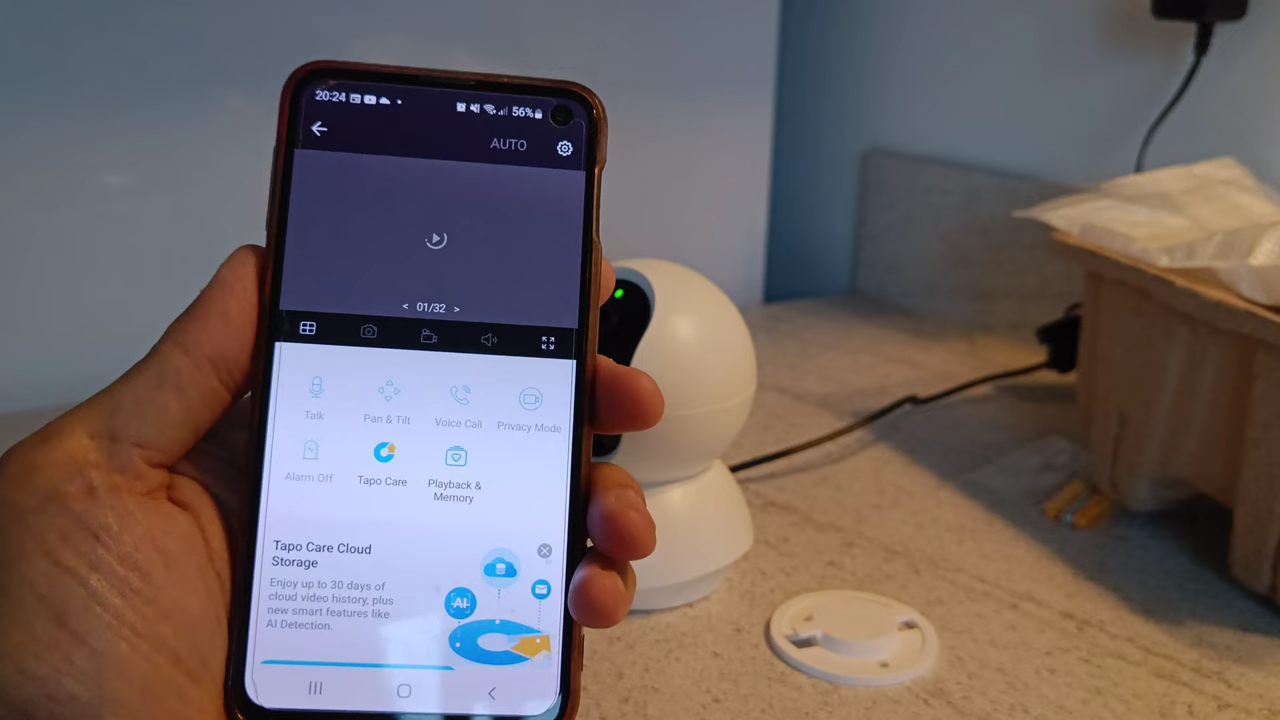 20:24
56%
AUTO
< 01/32 >
Talk
Pan & Tilt
Voice Call
Privacy Mode
Alarm Off
Tapo Care
Playback &
Memory
Tapo Care Cloud
Storage
Enjoy up to 30 days of
cloud video history, plus
new smart features like
AI Detection.
AI